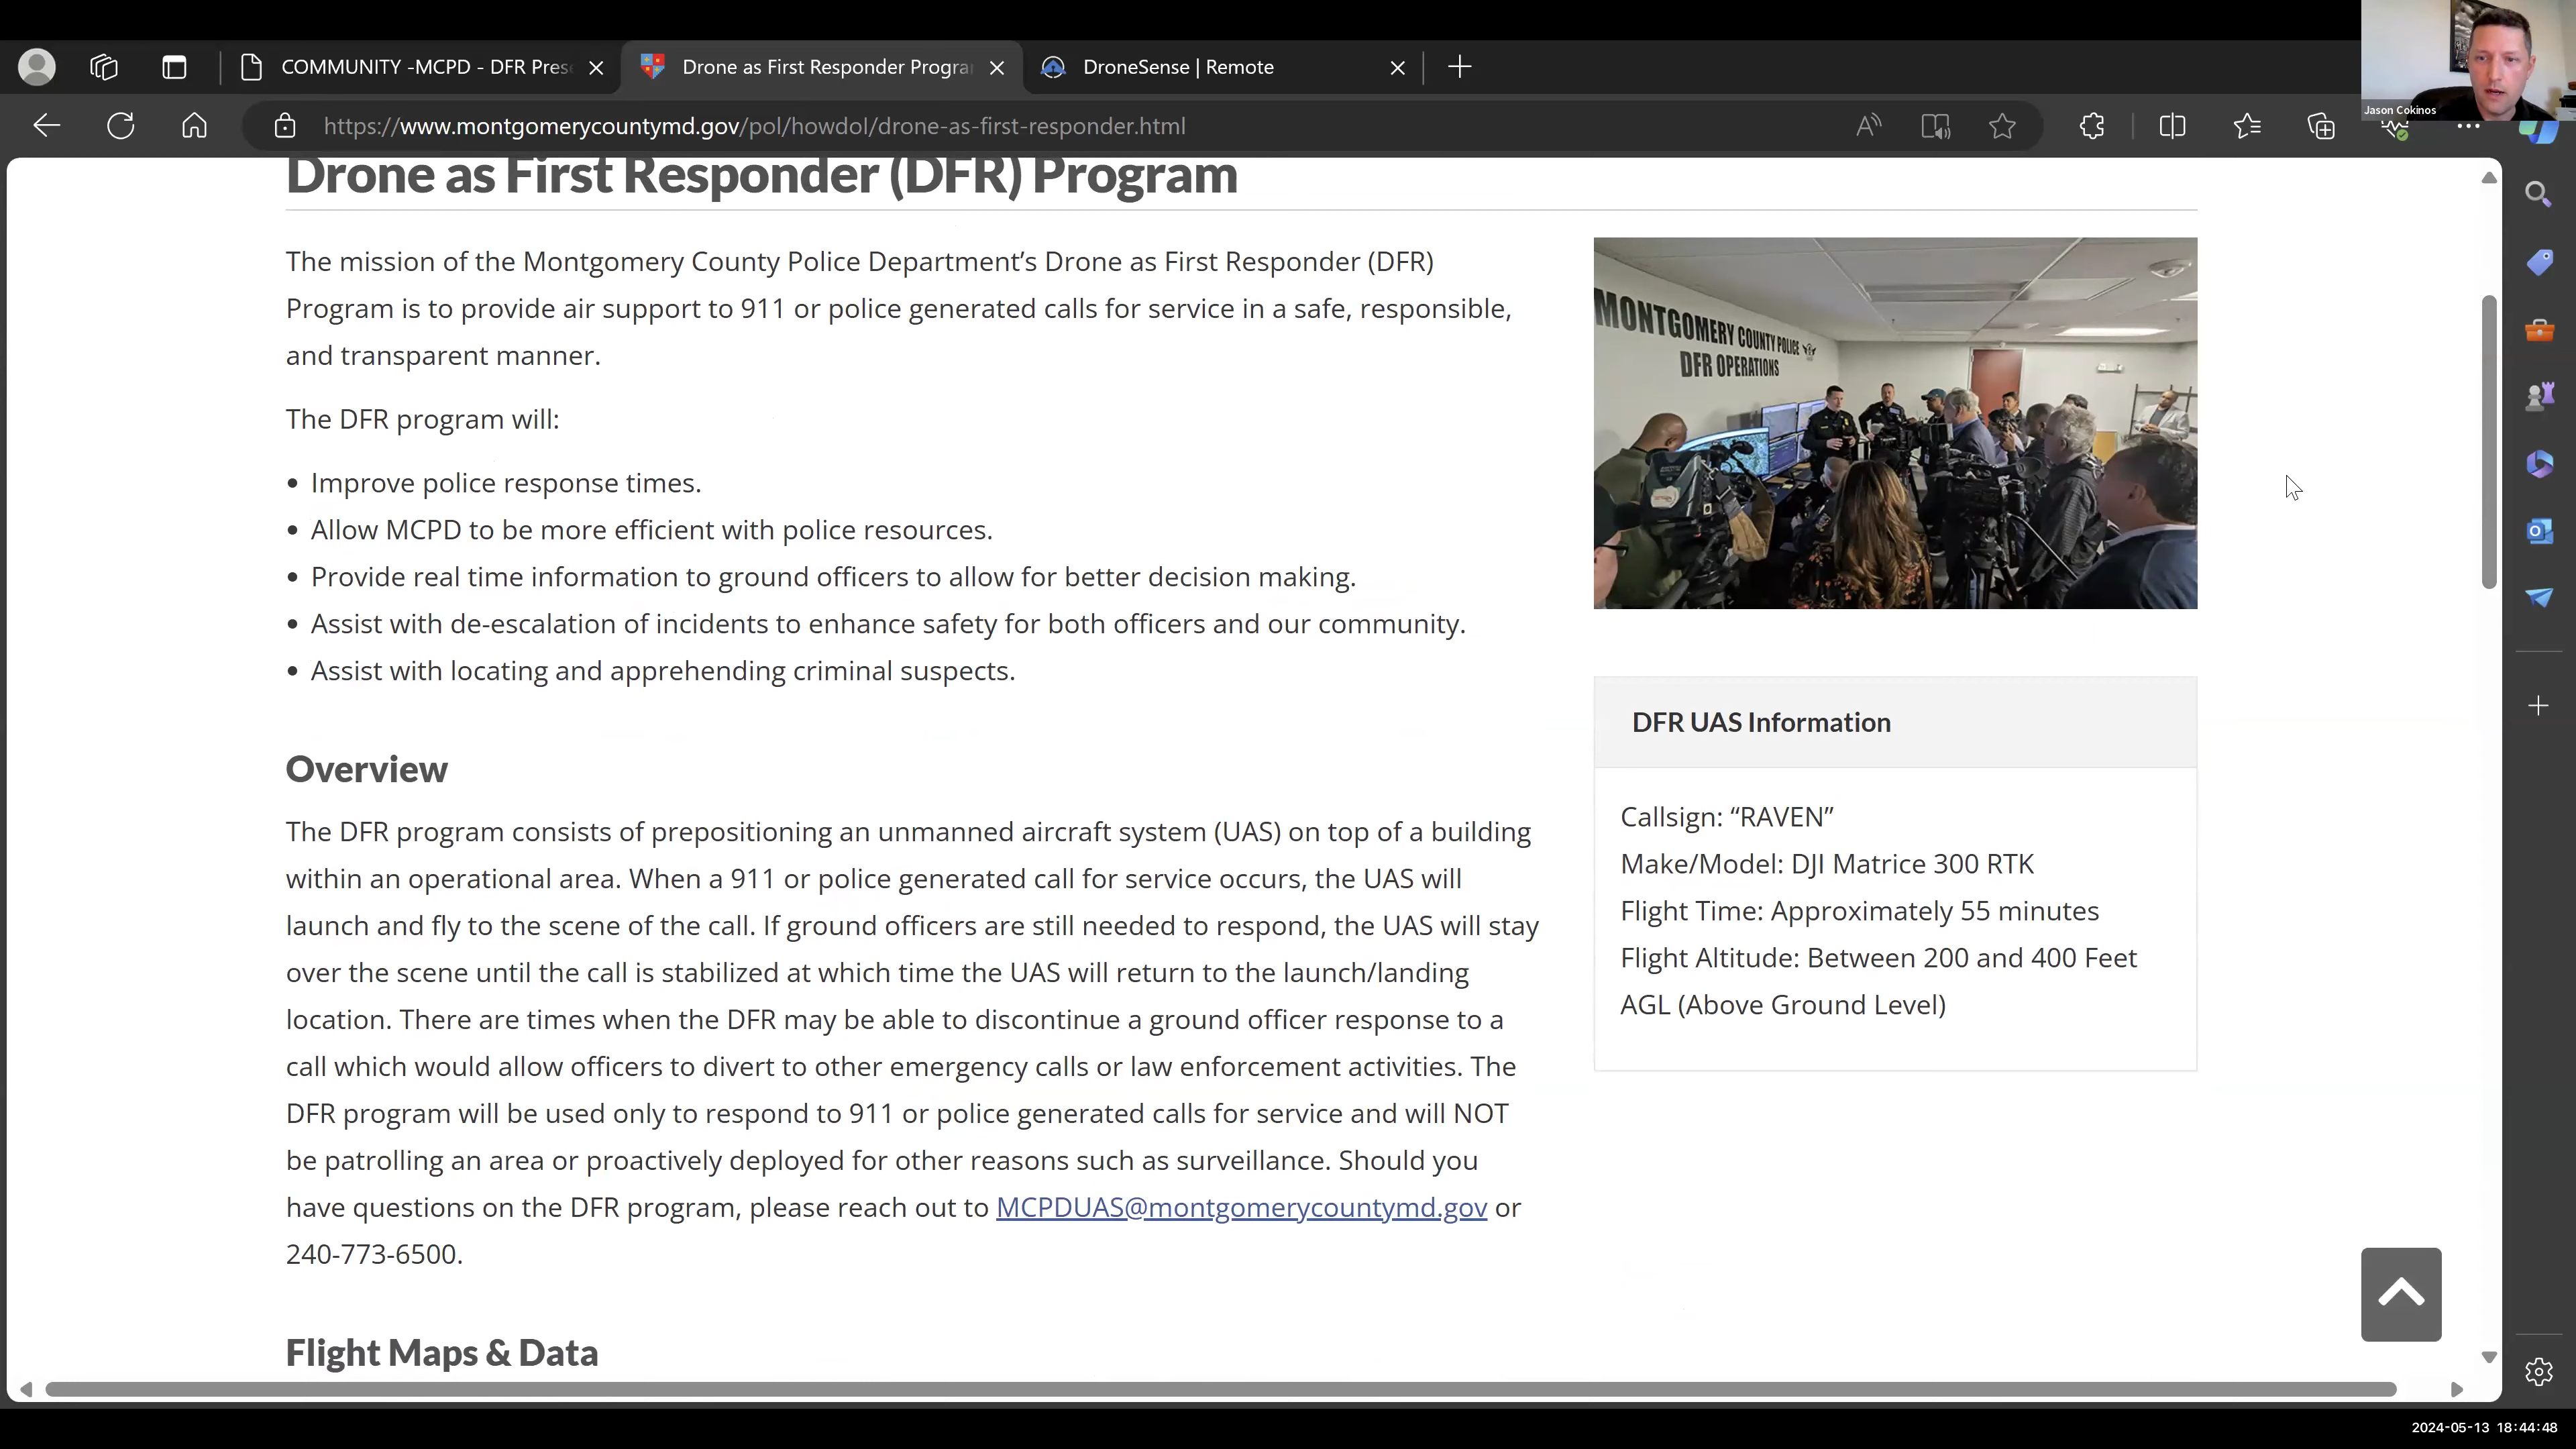 COMMUNITY -MCPD - DFR Pres
Drone as First Responder Progra
DroneSense | Remote
Jason Cokinos
https://www.montgomerycountymd.gov/pol/howdoI/drone-as-first-responder.html
Drone as First Responder (DFR) Program
The mission of the Montgomery County Police Department’s Drone as First Responder (DFR)
Program is to provide air support to 911 or police generated calls for service in a safe, responsible,
and transparent manner.
The DFR program will:
• Improve police response times.
• Allow MCPD to be more efficient with police resources.
• Provide real time information to ground officers to allow for better decision making.
• Assist with de-escalation of incidents to enhance safety for both officers and our community.
• Assist with locating and apprehending criminal suspects.
Overview
The DFR program consists of prepositioning an unmanned aircraft system (UAS) on top of a building
within an operational area. When a 911 or police generated call for service occurs, the UAS will
launch and fly to the scene of the call. If ground officers are still needed to respond, the UAS will stay
over the scene until the call is stabilized at which time the UAS will return to the launch/landing
location. There are times when the DFR may be able to discontinue a ground officer response to a
call which would allow officers to divert to other emergency calls or law enforcement activities. The
DFR program will be used only to respond to 911 or police generated calls for service and will NOT
be patrolling an area or proactively deployed for other reasons such as surveillance. Should you
have questions on the DFR program, please reach out to MCPDUAS@montgomerycountymd.gov or
240-773-6500.
Flight Maps & Data
MONTGOMERY COUNTY POLICE
DFR OPERATIONS
DFR UAS Information
Callsign: “RAVEN”
Make/Model: DJI Matrice 300 RTK
Flight Time: Approximately 55 minutes
Flight Altitude: Between 200 and 400 Feet
AGL (Above Ground Level)
2024-05-13 18:44:48